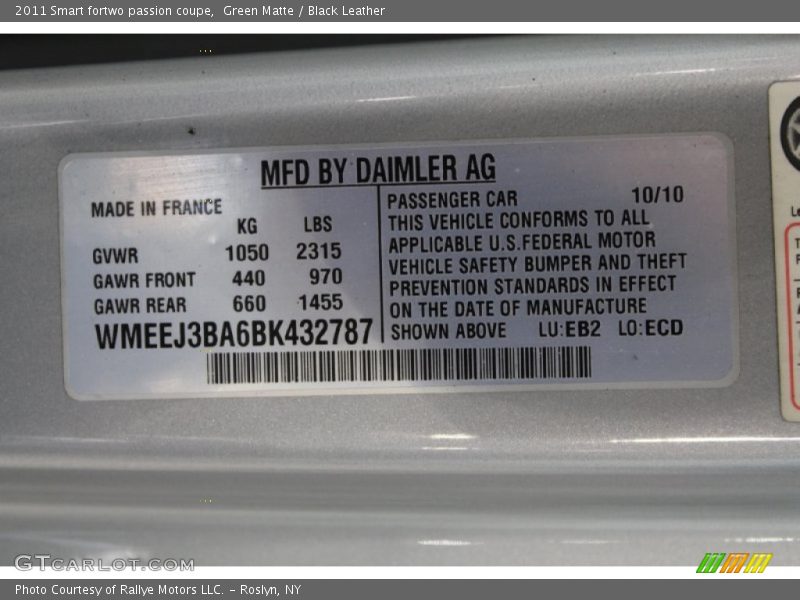 2011 Smart fortwo passion coupe,  Green Matte / Black Leather
MFD BY DAIMLER AG
MADE IN FRANCE
KG LBS
GVWR 1050 2315
GAWR FRONT 440 970
GAWR REAR 660 1455
WMEEJ3BA6BK432787
PASSENGER CAR 10/10
THIS VEHICLE CONFORMS TO ALL
APPLICABLE U.S.FEDERAL MOTOR
VEHICLE SAFETY BUMPER AND THEFT
PREVENTION STANDARDS IN EFFECT
ON THE DATE OF MANUFACTURE
SHOWN ABOVE LU:EB2 LO:ECD
GTCARLOT.COM
Photo Courtesy of Rallye Motors LLC. – Roslyn, NY